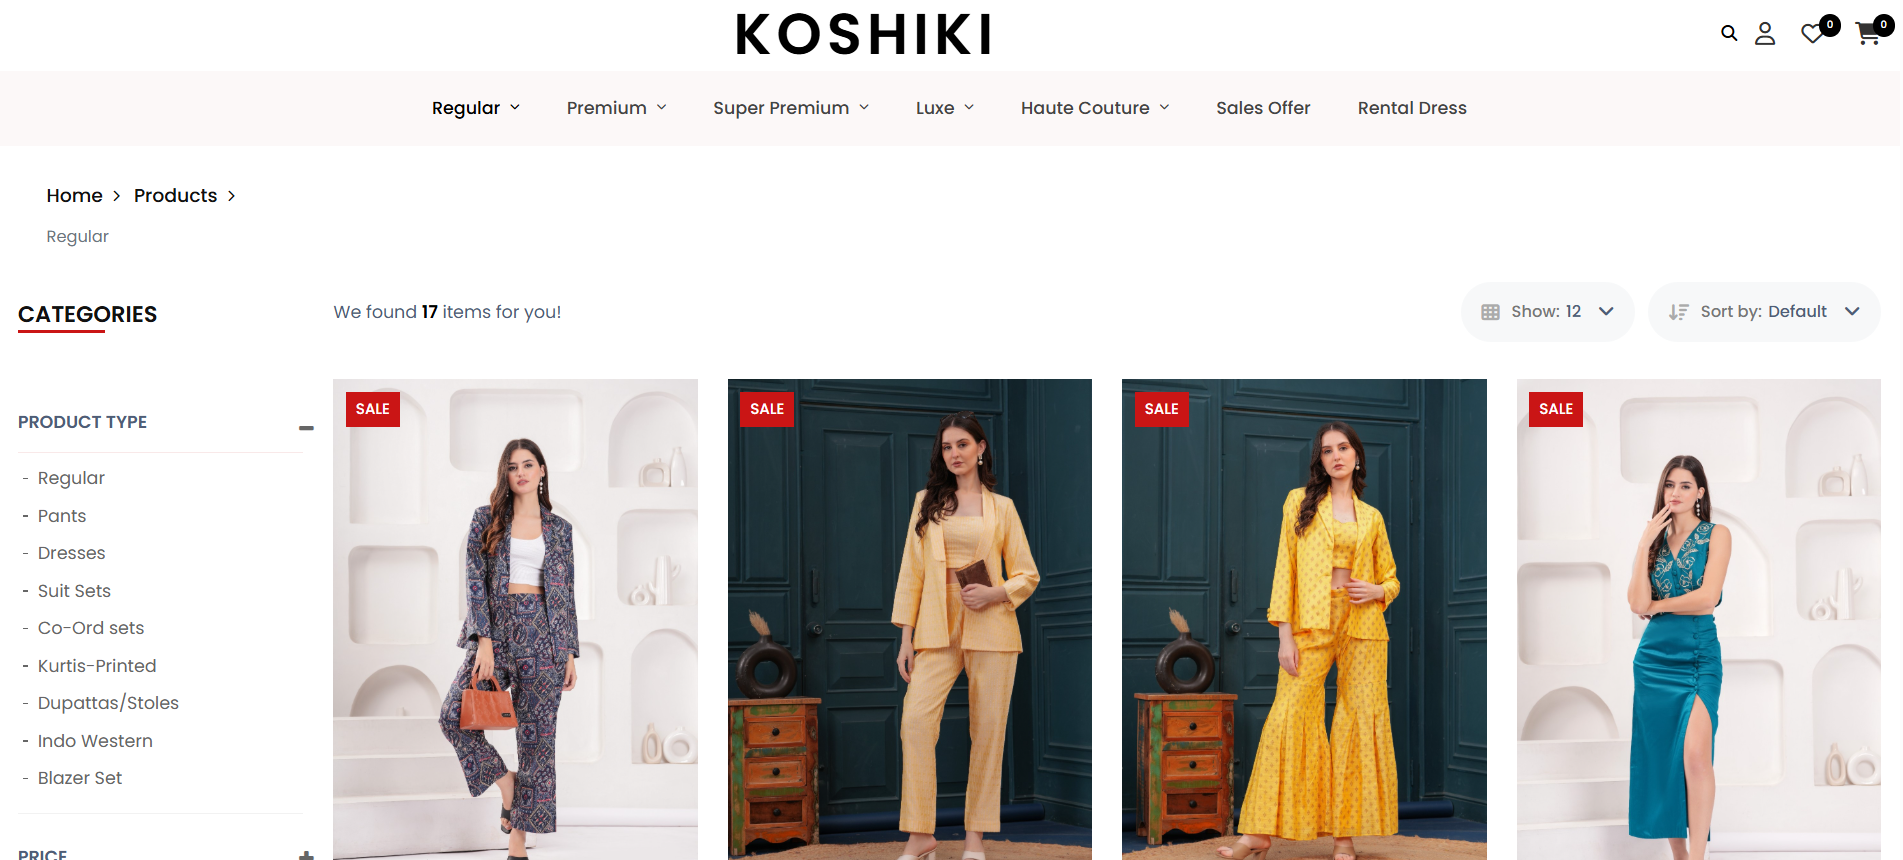 KOSHIKI
0
0
Regular Premium Super Premium Luxe Haute Couture Sales Offer Rental Dress
Home > Products >
Regular
CATEGORIES
We found 17 items for you!
Show: 12
Sort by: Default
PRODUCT TYPE
- Regular
- Pants
- Dresses
- Suit Sets
- Co-Ord sets
- Kurtis-Printed
- Dupattas/Stoles
- Indo Western
- Blazer Set
PRICE
SALE
SALE
SALE
SALE